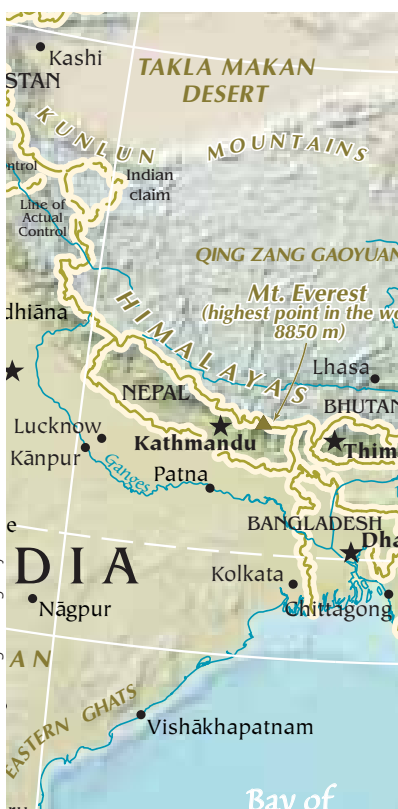 Kashi
STAN
TAKLA MAKAN
DESERT
KUNLUN MOUNTAINS
ntrol
Indian
claim
Line of
Actual
Control
QING ZANG GAOYUAN
Mt. Everest
(highest point in the wo
8850 m)
dhiāna
HIMALAYAS
Lhasa
NEPAL
BHUTAN
Lucknow
Kathmandu
Thim
Kānpur
Ganges
Patna
e
BANGLADESH
Dha
DIA
Kolkata
Nāgpur
Chittagong
AN
EASTERN GHATS
Vishākhapatnam
Bay of